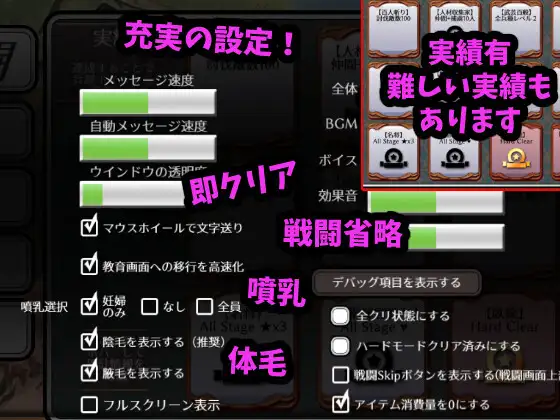 充実の設定!
メッセージ速度
自動メッセージ速度
ウインドウの透明度
即クリア
マウスホイールで文字送り
教育画面への移行を高速化
噴乳
噴乳選択
妊婦のみ
なし
全員
陰毛を表示する(推奨)
体毛
腋毛を表示する
フルスクリーン表示
全体
BGM
ボイス
効果音
戦闘省略
デバッグ項目を表示する
全クリ状態にする
ハードモードクリア済みにする
戦闘Skipボタンを表示する(戦闘画面上
アイテム消費量を0にする
【百人斬り】
討伐敵数100
【人材収集家】
【武芸百般】
全兵種レベル2
実績有
難しい実績も
あります
【名称】
All Stage ★x3
All Stage ♥
Hard Clear
All Stage ★x3
All Stage ♥
Hard Clear